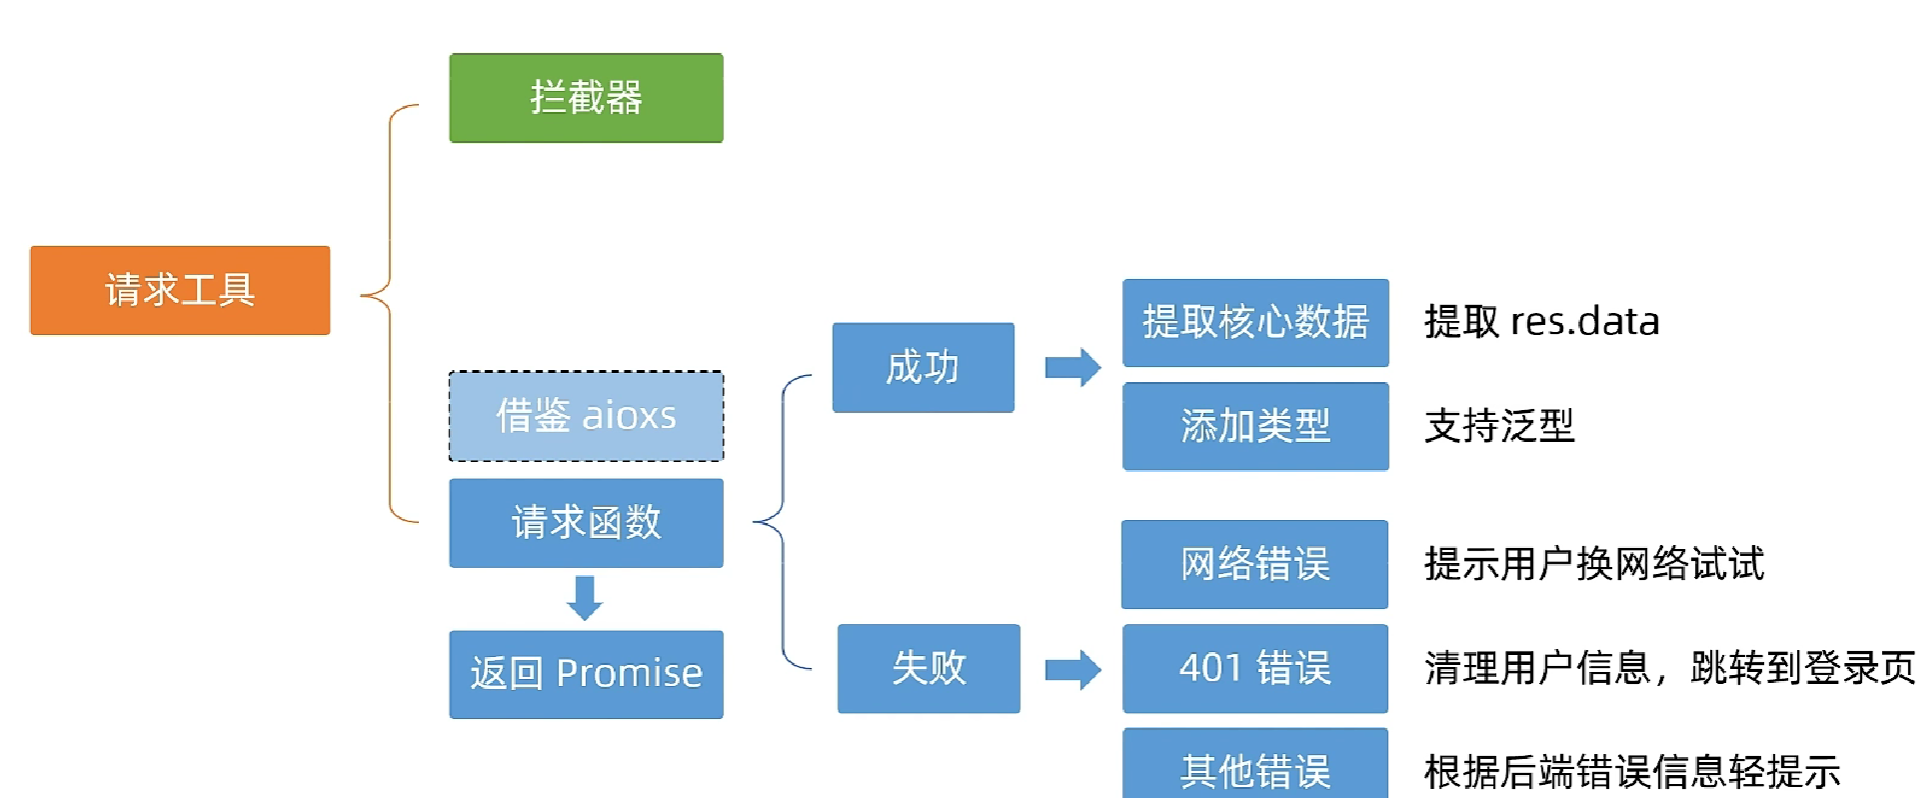 拦截器
请求工具
借鉴 aioxs
请求函数
返回 Promise
成功
提取核心数据 提取 res.data
添加类型 支持泛型
失败
网络错误 提示用户换网络试试
401 错误 清理用户信息，跳转到登录页
其他错误 根据后端错误信息轻提示